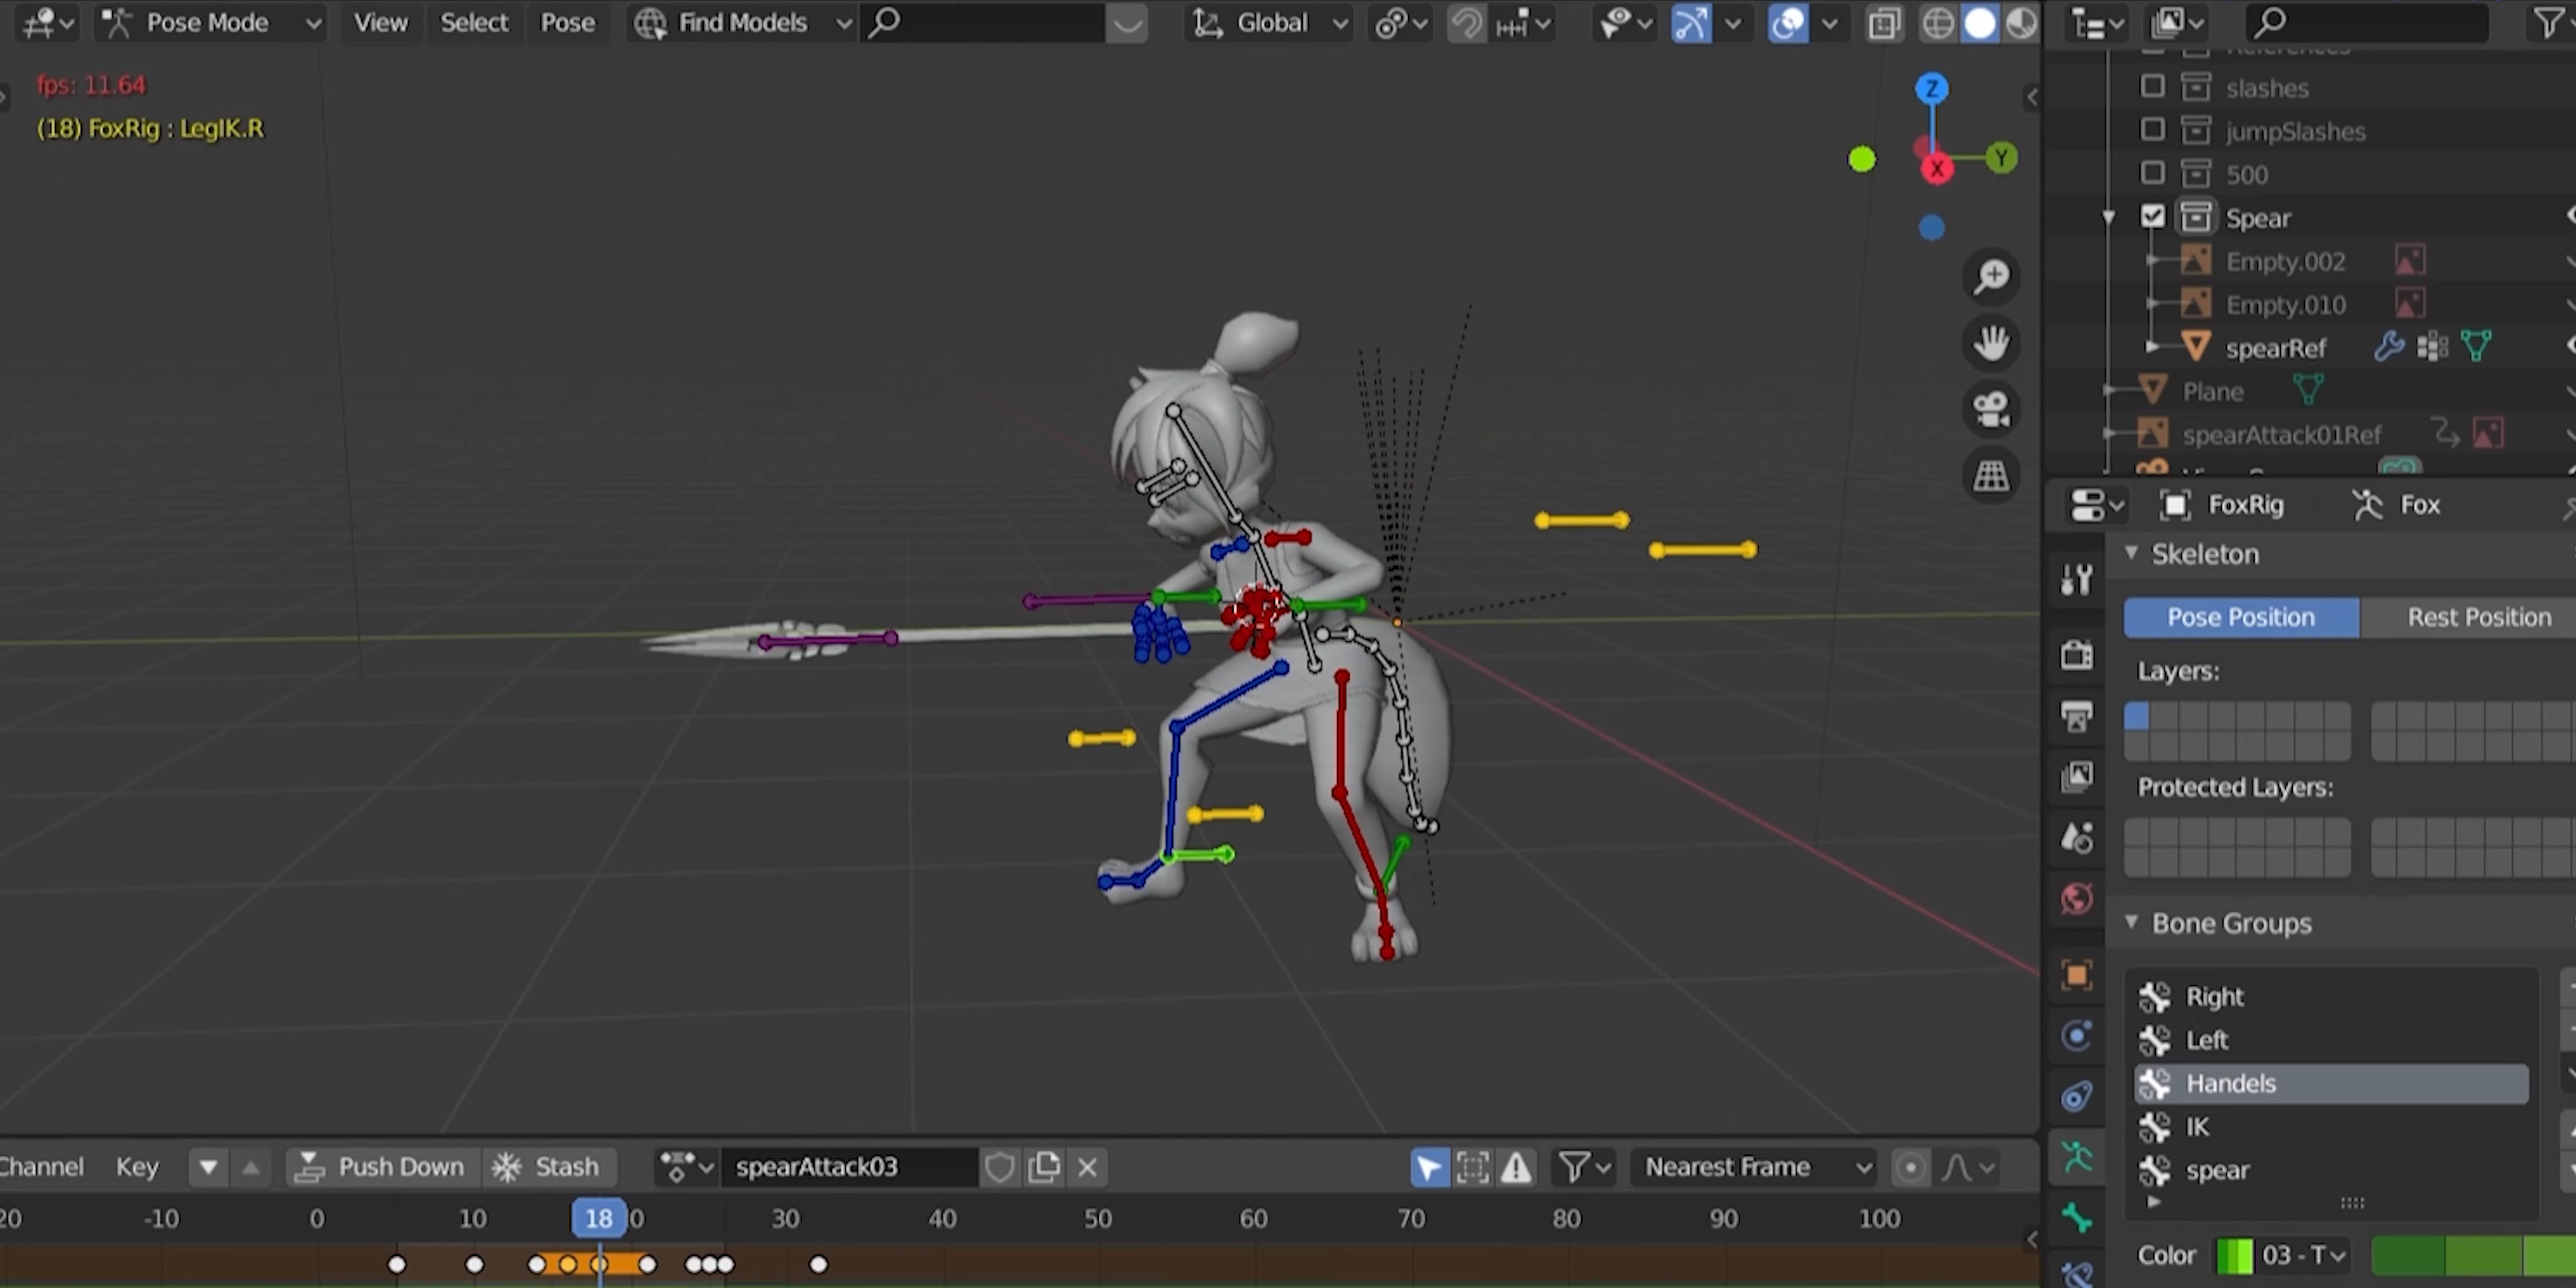 Pose Mode View Select Pose Find Models Global
fps: 11.64
(18) FoxRig : LegIK.R
Z
Y
X
References
slashes
jumpSlashes
500
Spear
Empty.002
Empty.010
spearRef
Plane
spearAttack01Ref
FoxRig Fox
Skeleton
Pose Position Rest Position
Layers:
Protected Layers:
Bone Groups
Right
Left
Handels
IK
spear
Color 03 - T
Channel Key Push Down Stash spearAttack03 Nearest Frame
20 -10 0 10 18 0 30 40 50 60 70 80 90 100